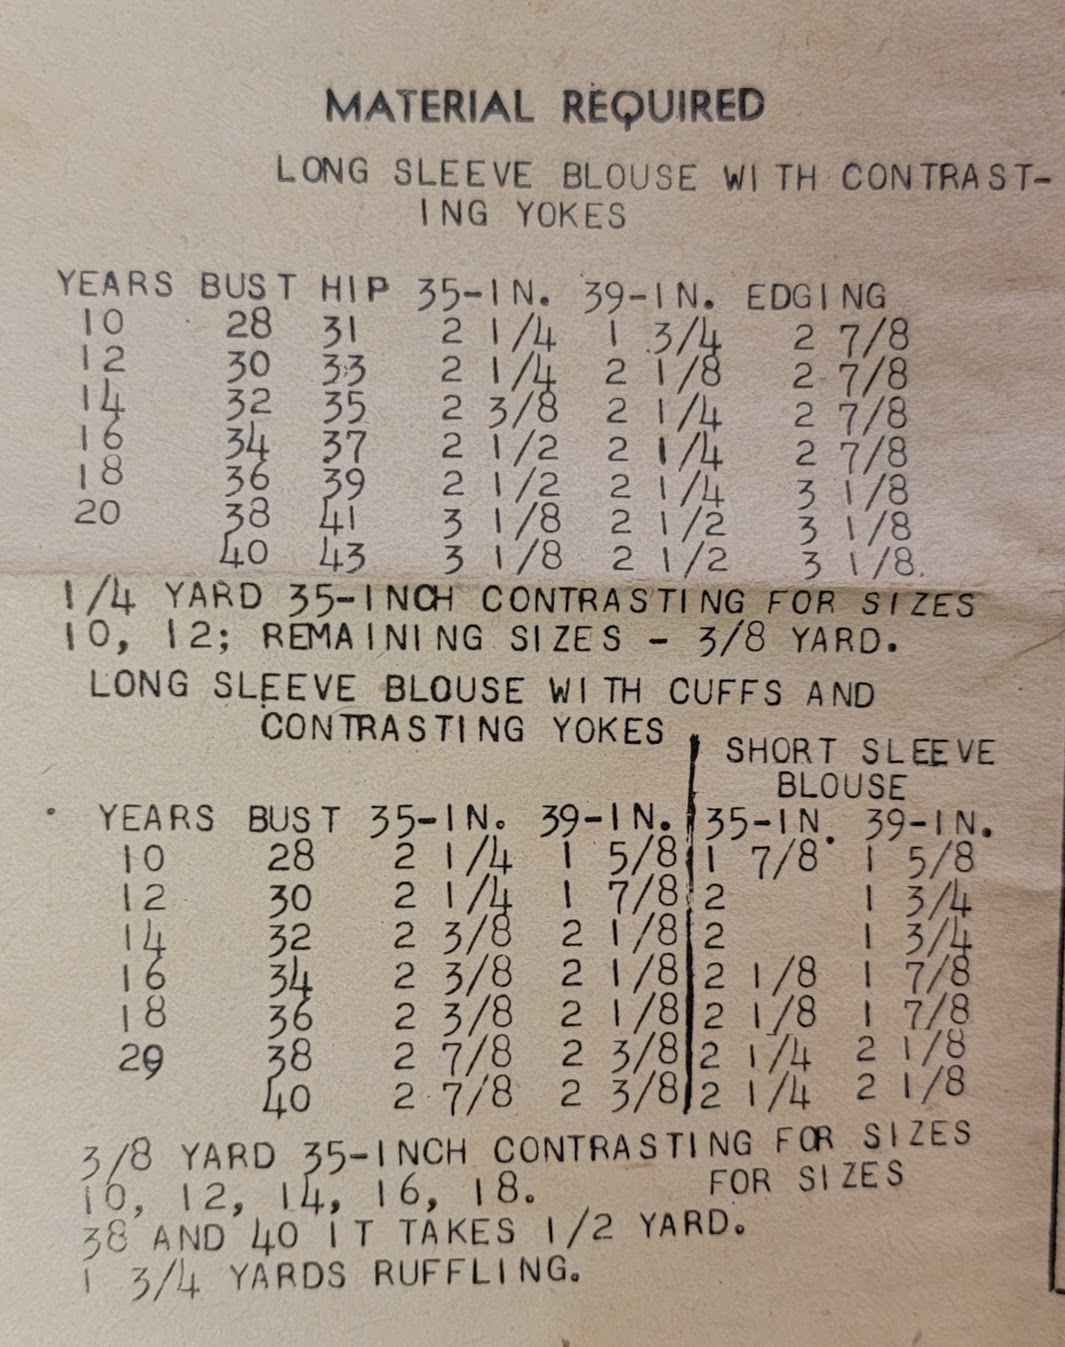 MATERIAL REQUIRED
LONG SLEEVE BLOUSE WITH CONTRAST-
ING YOKES
YEARS BUST HIP 35-IN. 39-IN. EDGING
10 28 31 2 1/4 1 3/4 2 7/8
12 30 33 2 1/4 2 1/8 2 7/8
14 32 35 2 3/8 2 1/4 2 7/8
16 34 37 2 1/2 2 1/4 2 7/8
18 36 39 2 1/2 2 1/4 3 1/8
20 38 41 3 1/8 2 1/2 3 1/8
40 43 3 1/8 2 1/2 3 1/8.
1/4 YARD 35-INCH CONTRASTING FOR SIZES
10, 12; REMAINING SIZES - 3/8 YARD.
LONG SLEEVE BLOUSE WITH CUFFS AND
CONTRASTING YOKES
SHORT SLEEVE
BLOUSE
YEARS BUST 35-IN. 39-IN. 35-IN. 39-IN.
10 28 2 1/4 1 5/8 1 7/8 1 5/8
12 30 2 1/4 1 7/8 2 1 3/4
14 32 2 3/8 2 1/8 2 1 3/4
16 34 2 3/8 2 1/8 2 1/8 1 7/8
18 36 2 3/8 2 1/8 2 1/8 1 7/8
29 38 2 7/8 2 3/8 2 1/4 2 1/8
40 2 7/8 2 3/8 2 1/4 2 1/8
3/8 YARD 35-INCH CONTRASTING FOR SIZES
10, 12, 14, 16, 18. FOR SIZES
38 AND 40 IT TAKES 1/2 YARD.
1 3/4 YARDS RUFFLING.